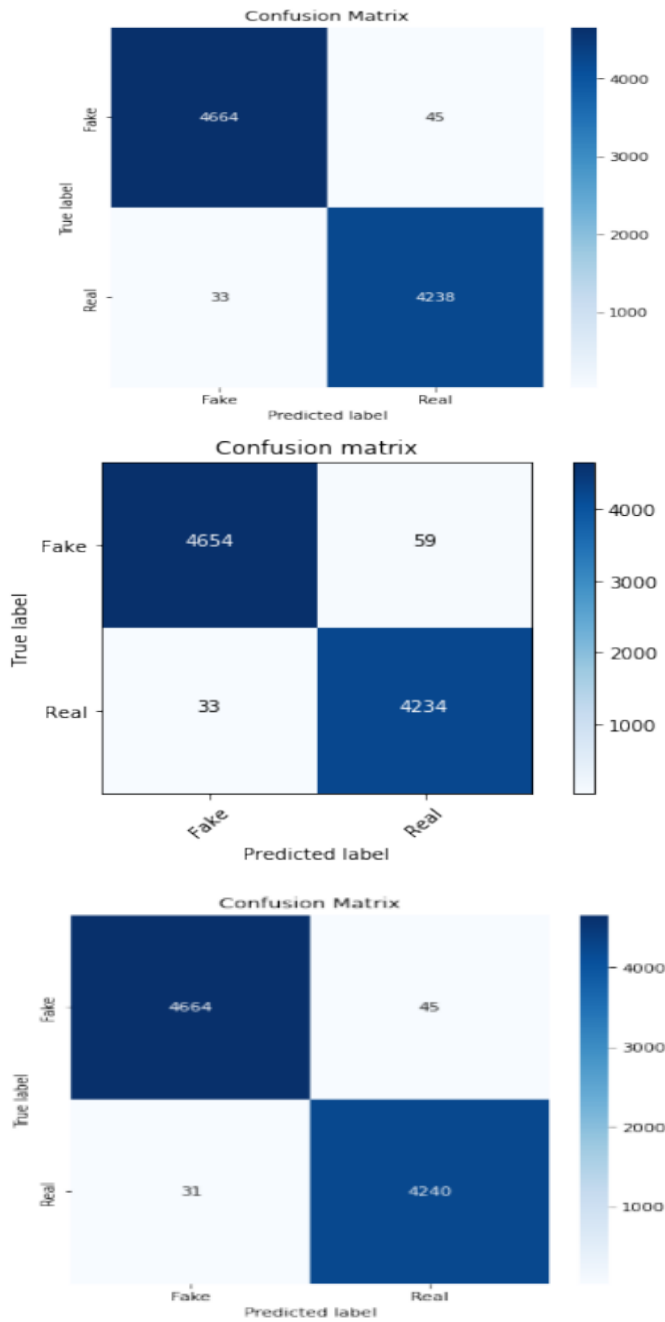 Confusion Matrix
Fake 4664 45 4000
3000
True label
2000
Real 33 4238 1000
Fake Real
Predicted label
Confusion matrix
4000
Fake 4654 59
3000
True label
2000
Real 33 4234 1000
Fake Real
Predicted label
Confusion Matrix
4000
Fake 4664 45
3000
True label
2000
Real 31 4240 1000
Fake Real
Predicted label